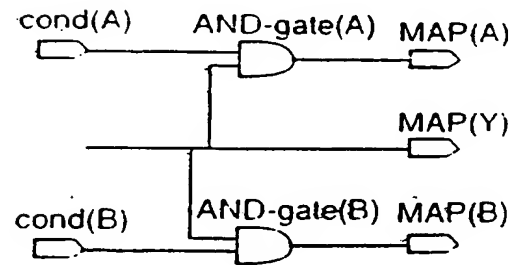 cond(A) AND-gate(A) MAP(A)
MAP(Y)
cond(B) AND-gate(B) MAP(B)